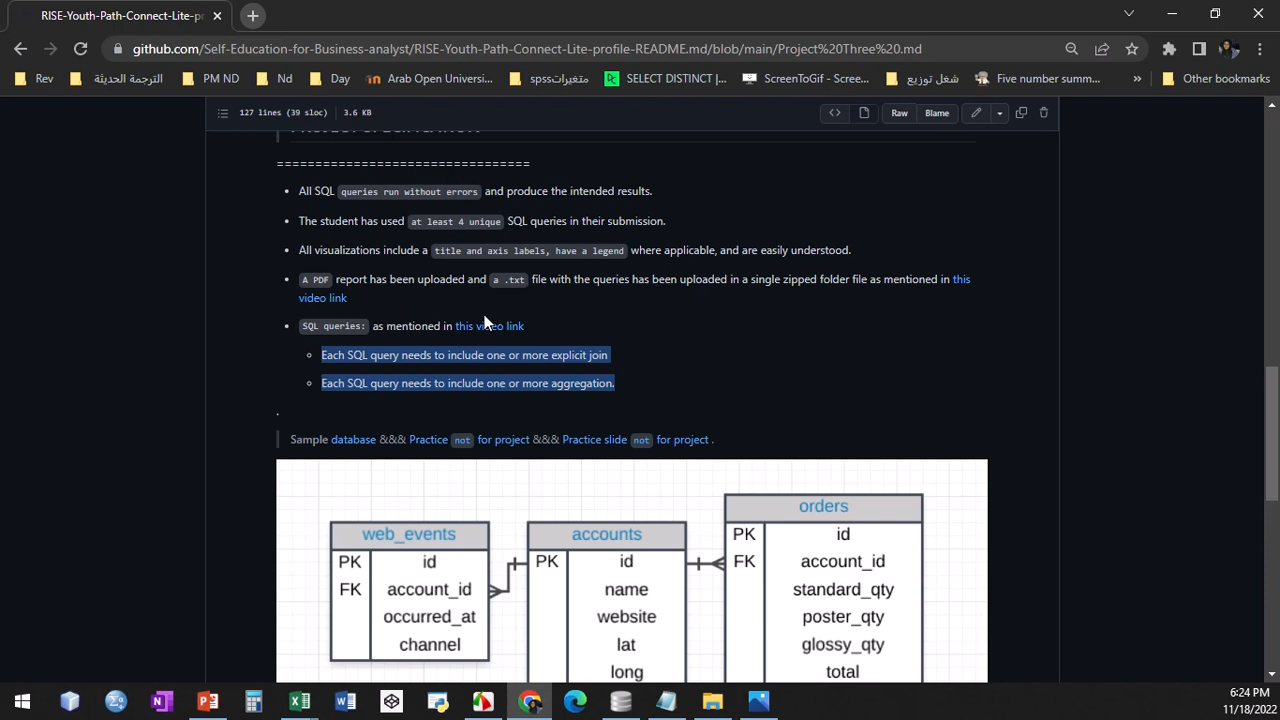 RISE-Youth-Path-Connect-Lite-pr
github.com/Self-Education-for-Business-analyst/RISE-Youth-Path-Connect-Lite-profile-README.md/blob/main/Project%20Three%20.md
Rev الترجمة الحديثة PM ND Nd Day Arab Open Universi... متغيراتspss SELECT DISTINCT |... ScreenToGif - Scree... شغل توزيع Five number summ... » Other bookmarks
127 lines (39 sloc) 3.6 KB Raw Blame
================================
All SQL queries run without errors and produce the intended results.
The student has used at least 4 unique SQL queries in their submission.
All visualizations include a title and axis labels, have a legend where applicable, and are easily understood.
A PDF report has been uploaded and a .txt file with the queries has been uploaded in a single zipped folder file as mentioned in this
video link
SQL queries: as mentioned in this video link
Each SQL query needs to include one or more explicit join
Each SQL query needs to include one or more aggregation.
.
Sample database &&& Practice not for project &&& Practice slide not for project .
web_events
PK id
FK account_id
occurred_at
channel
accounts
PK id
name
website
lat
long
orders
PK id
FK account_id
standard_qty
poster_qty
glossy_qty
total
6:24 PM
11/18/2022